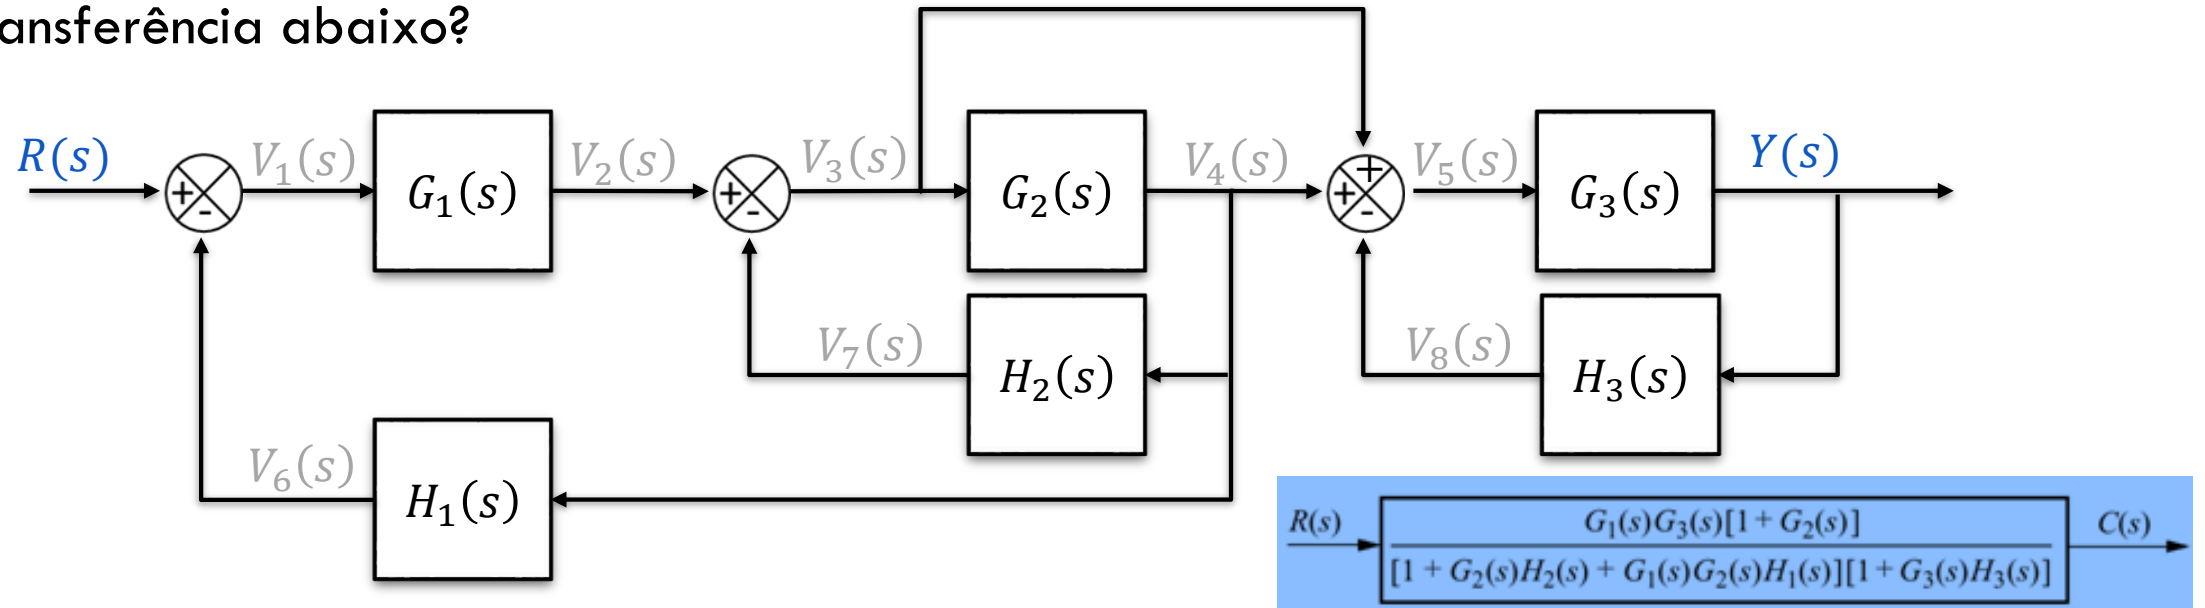 ansferência abaixo?
R(s) V₁(s) G₁(s) V₂(s) V₃(s) G₂(s) V₄(s) V₅(s) G₃(s) Y(s)
+ - + - + + -
V₇(s) H₂(s) V₈(s) H₃(s)
V₆(s) H₁(s)
R(s) G₁(s)G₃(s)[1 + G₂(s)] C(s)
[1 + G₂(s)H₂(s) + G₁(s)G₂(s)H₁(s)][1 + G₃(s)H₃(s)]